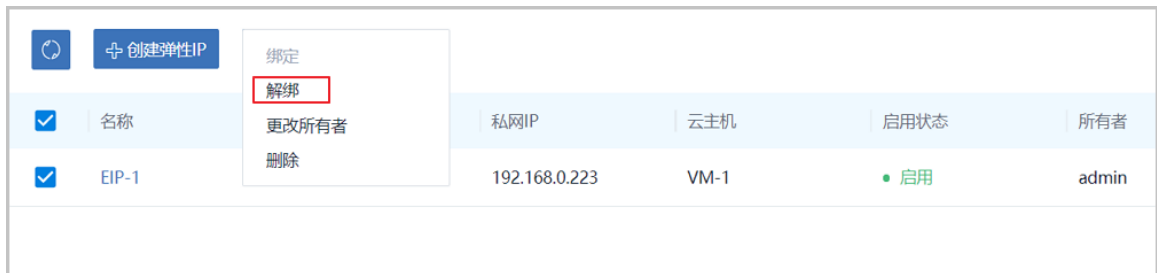 创建弹性IP
绑定
解绑
更改所有者
删除
名称 私网IP 云主机 启用状态 所有者
EIP-1 192.168.0.223 VM-1 启用 admin